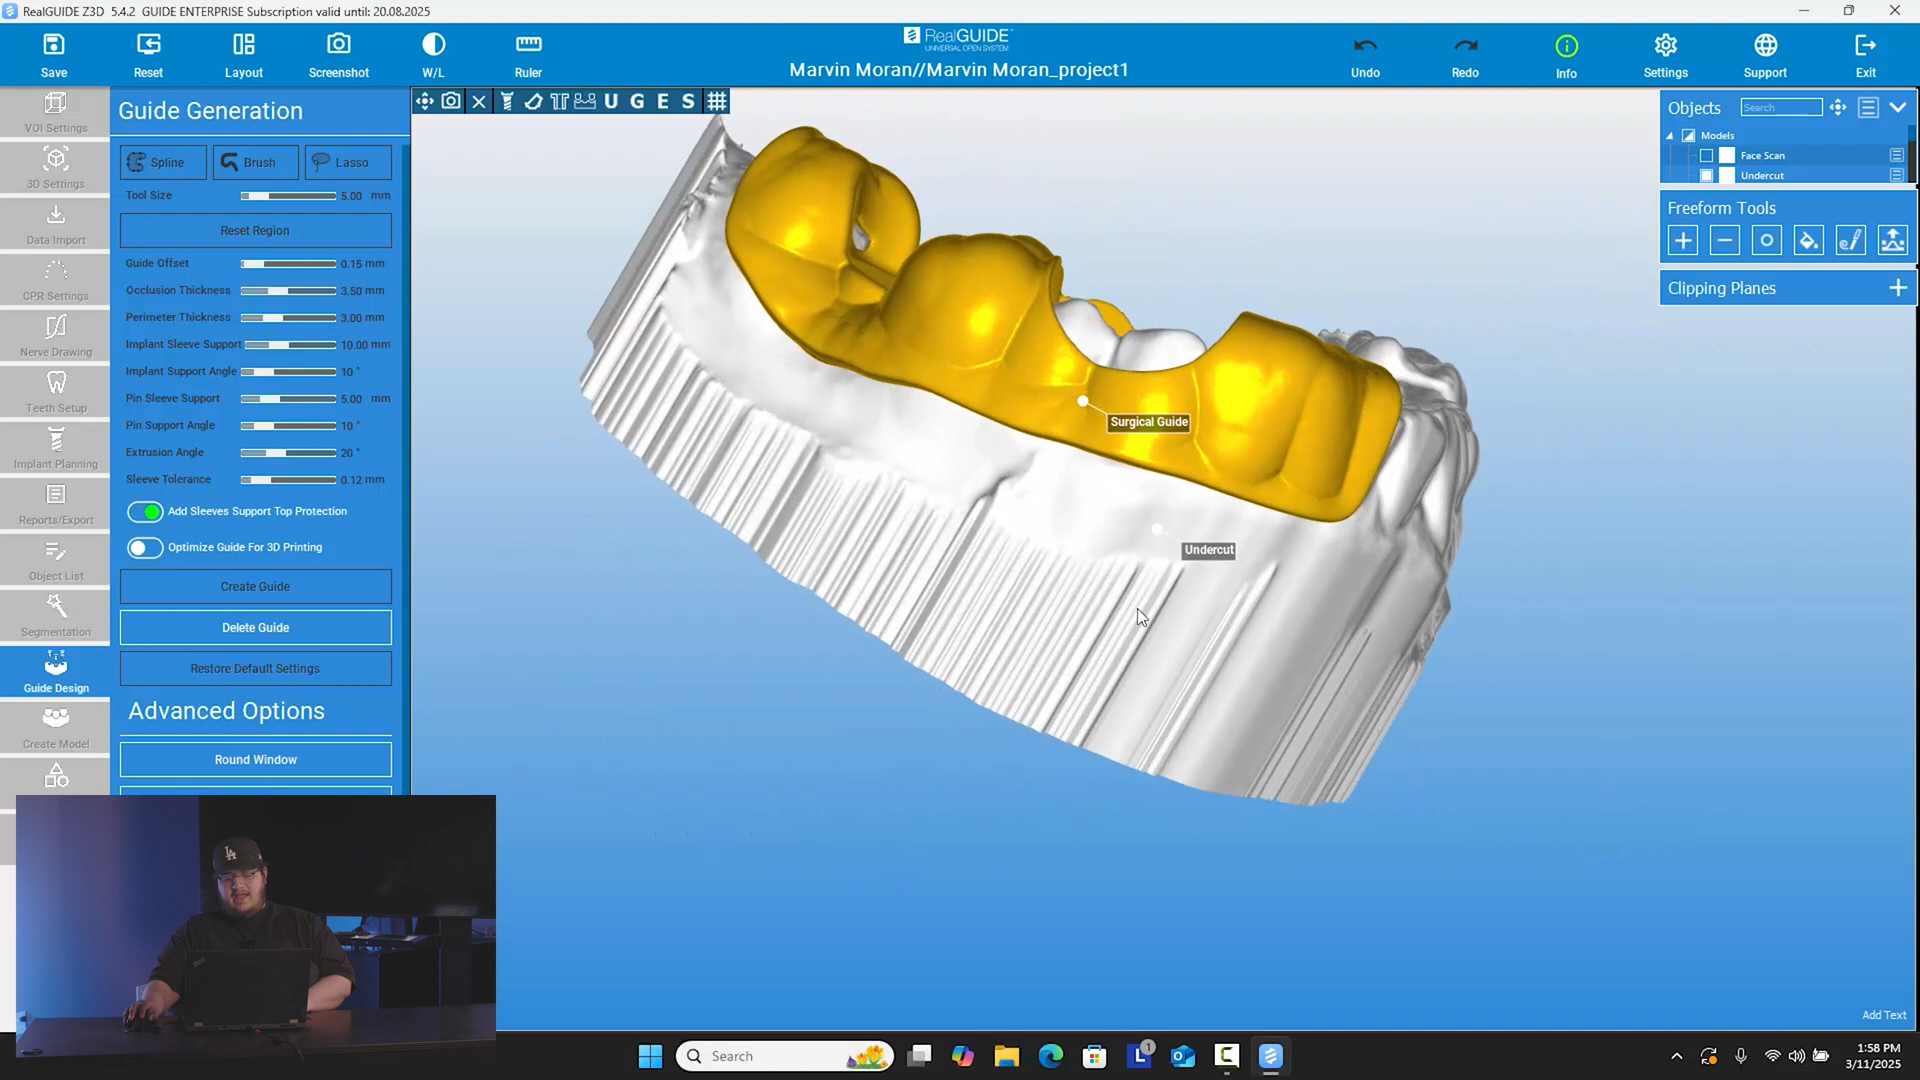 RealGUIDE Z3D 5.4.2 GUIDE ENTERPRISE Subscription valid until: 20.08.2025
Save
Reset
Layout
Screenshot
W/L
Ruler
RealGUIDE
UNIVERSAL OPEN SYSTEM
Marvin Moran//Marvin Moran_project1
Undo
Redo
Info
Settings
Support
Exit
VOI Settings
3D Settings
Data Import
CPR Settings
Nerve Drawing
Teeth Setup
Implant Planning
Reports/Export
Object List
Segmentation
Guide Design
Create Model
Guide Generation
Spline
Brush
Lasso
Tool Size 5.00 mm
Reset Region
Guide Offset 0.15 mm
Occlusion Thickness 3.50 mm
Perimeter Thickness 3.00 mm
Implant Sleeve Support 10.00 mm
Implant Support Angle 10 °
Pin Sleeve Support 5.00 mm
Pin Support Angle 10 °
Extrusion Angle 20 °
Sleeve Tolerance 0.12 mm
Add Sleeves Support Top Protection
Optimize Guide For 3D Printing
Create Guide
Delete Guide
Restore Default Settings
Advanced Options
Round Window
U G E S
Surgical Guide
Undercut
Objects
Search
Models
Face Scan
Undercut
Freeform Tools
Clipping Planes
Add Text
LA
Search
1
1:58 PM
3/11/2025